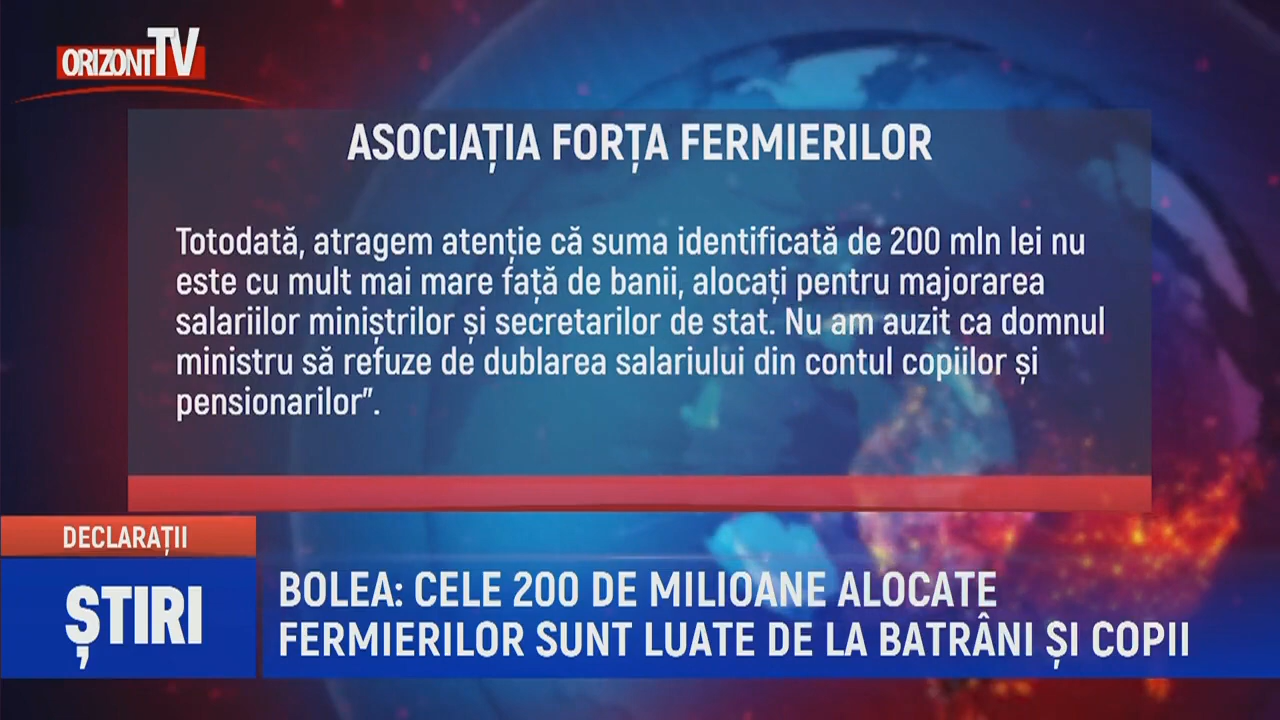 ORIZONT TV
ASOCIAȚIA FORȚA FERMIERILOR
Totodată, atragem atenție că suma identificată de 200 mln lei nu
este cu mult mai mare față de banii, alocați pentru majorarea
salariilor miniștrilor și secretarilor de stat. Nu am auzit ca domnul
ministru să refuze de dublarea salariului din contul copiilor și
pensionarilor”.
DECLARAȚII
ȘTIRI
BOLEA: CELE 200 DE MILIOANE ALOCATE
FERMIERILOR SUNT LUATE DE LA BATRÂNI ȘI COPII